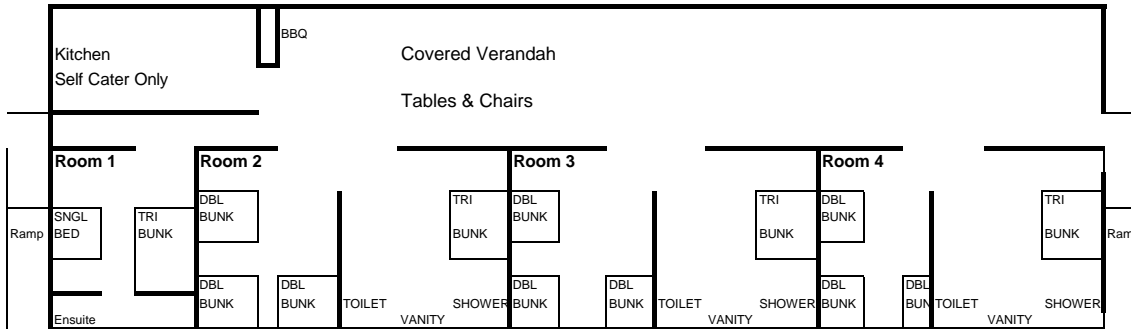 BBQ
Kitchen
Self Cater Only
Covered Verandah
Tables & Chairs
Room 1
Room 2
Room 3
Room 4
Ramp
SNGL
BED
TRI
BUNK
DBL
BUNK
TRI
BUNK
DBL
BUNK
TRI
BUNK
DBL
BUNK
TRI
BUNK
Ram
Ensuite
DBL
BUNK
DBL
BUNK
TOILET
VANITY
SHOWER
DBL
BUNK
DBL
BUNK
TOILET
VANITY
SHOWER
DBL
BUNK
DBL
BUN
TOILET
VANITY
SHOWER